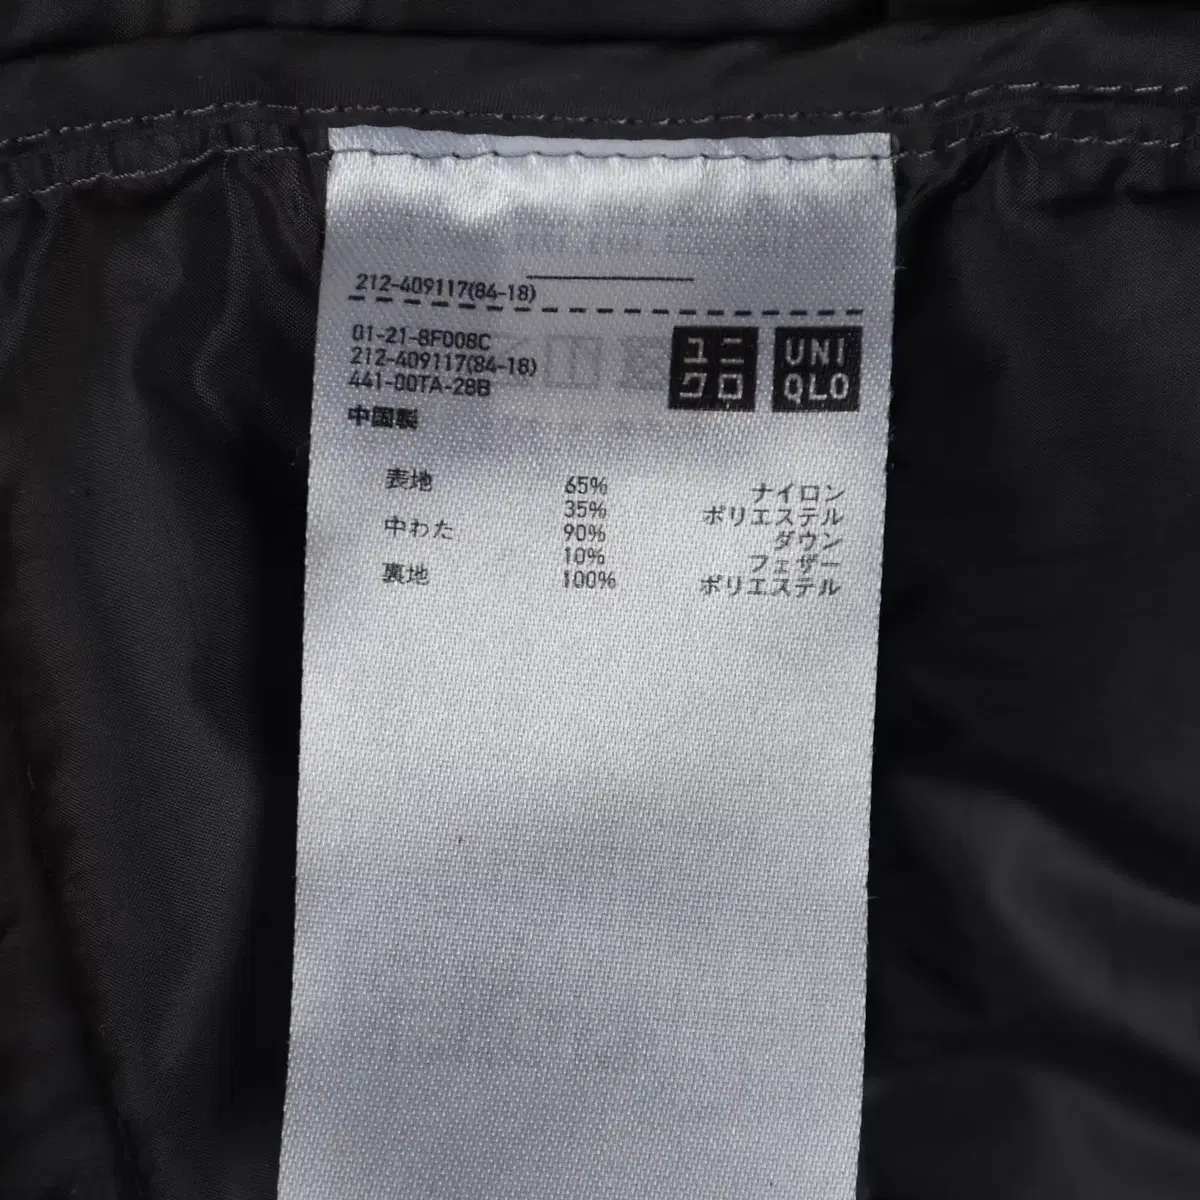 212-409117(84-18)
01-21-8F008C
212-409117(84-18)
441-00TA-28B
中国製
ユニ
クロ
UNI
QLO
表地 65% ナイロン
35% ポリエステル
中わた 90% ダウン
10% フェザー
裏地 100% ポリエステル